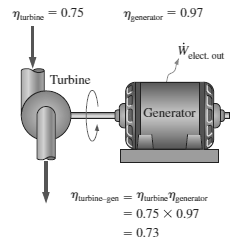 ηturbine = 0.75
ηgenerator = 0.97
Ẇelect. out
Turbine
Generator
ηturbine-gen = ηturbineηgenerator
= 0.75 × 0.97
= 0.73